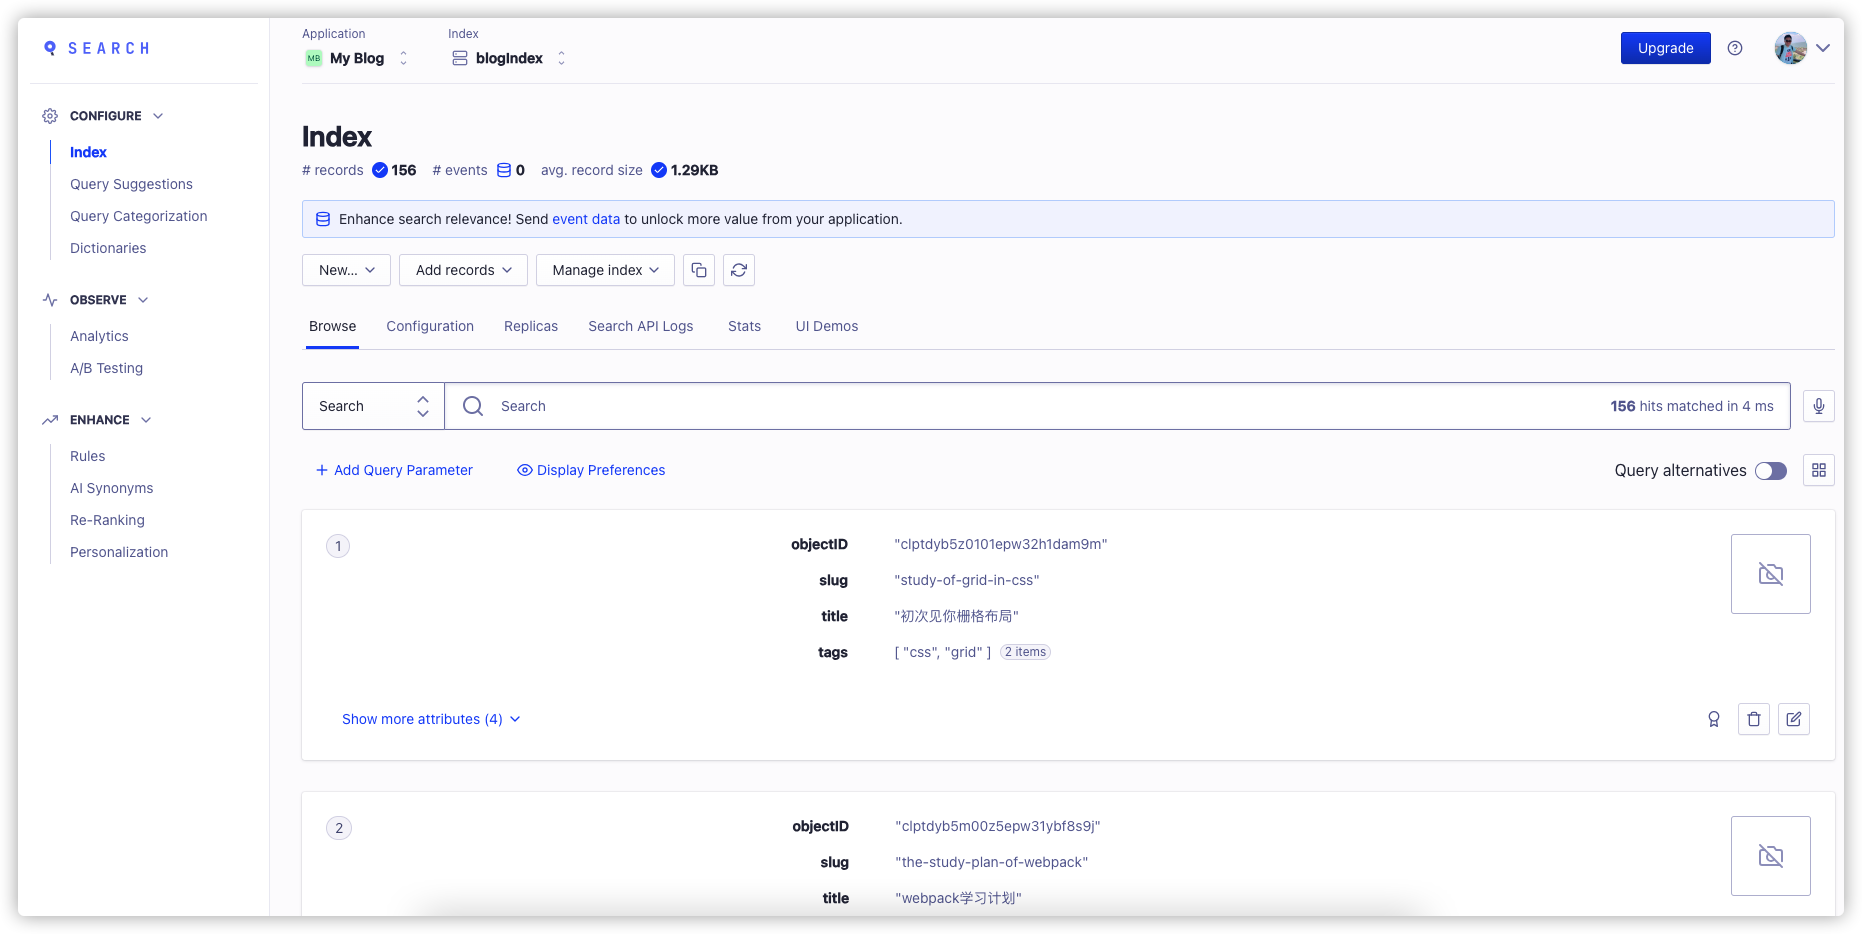 SEARCH
Application
Index
MB My Blog
blogIndex
Upgrade
CONFIGURE
Index
Query Suggestions
Query Categorization
Dictionaries
OBSERVE
Analytics
A/B Testing
ENHANCE
Rules
AI Synonyms
Re-Ranking
Personalization
Index
# records 156 # events 0 avg. record size 1.29KB
Enhance search relevance! Send event data to unlock more value from your application.
New... Add records Manage index
Browse Configuration Replicas Search API Logs Stats UI Demos
Search Search 156 hits matched in 4 ms
Add Query Parameter Display Preferences Query alternatives
1
objectID "clptdyb5z0101epw32h1dam9m"
slug "study-of-grid-in-css"
title "初次见你栅格布局"
tags [ "css", "grid" ] 2 items
Show more attributes (4)
2
objectID "clptdyb5m00z5epw31ybf8s9j"
slug "the-study-plan-of-webpack"
title "webpack学习计划"